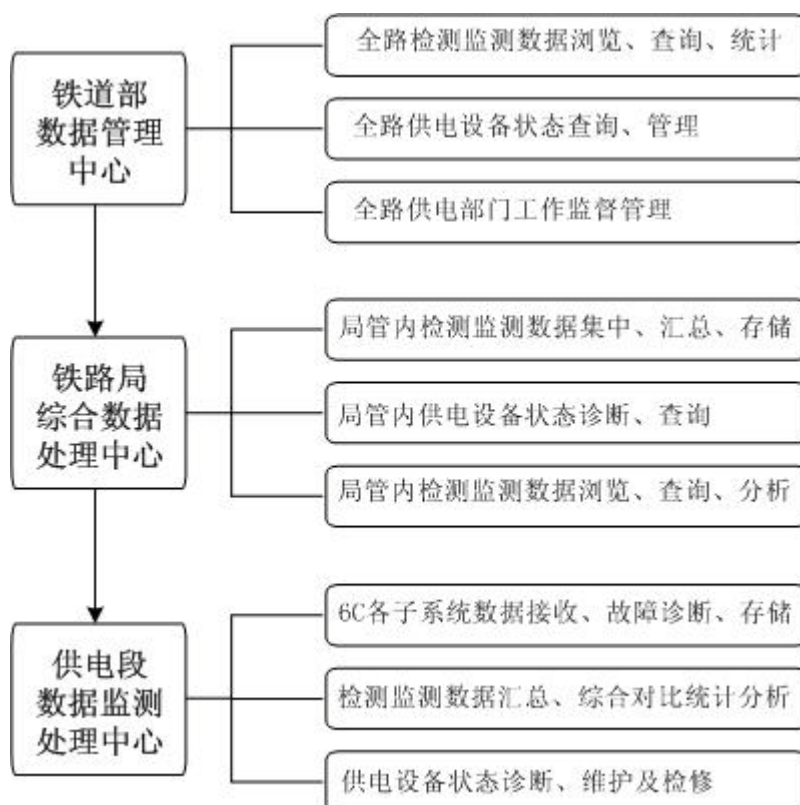 铁道部
数据管理
中心
全路检测监测数据浏览、查询、统计
全路供电设备状态查询、管理
全路供电部门工作监督管理
铁路局
综合数据
处理中心
局管内检测监测数据集中、汇总、存储
局管内供电设备状态诊断、查询
局管内检测监测数据浏览、查询、分析
供电段
数据监测
处理中心
6C各子系统数据接收、故障诊断、存储
检测监测数据汇总、综合对比统计分析
供电设备状态诊断、维护及检修